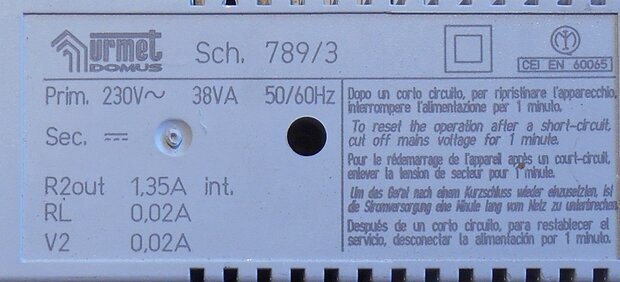 urmet
DOMUS
Sch. 789/3
CEI EN 60065
Prim. 230V~ 38VA 50/60Hz
Sec. ⎓
R2out 1,35A int.
RL 0,02A
V2 0,02A
Dopo un corto circuito, per ripristinare l'apparecchio,
interrompere l'alimentazione per 1 minuto.
To reset the operation after a short-circuit,
cut off mains voltage for 1 minute.
Pour le rédemarrage de l'appareil après un court-circuit,
enlever la tension de secteur pour 1 minute.
Um das Gerät nach einem Kurzschluss wieder einzusetzen, ist
die Stromversorgung eine Minute lang vom Netz zu unterbrechen.
Después de un corto circuito, para restablecer el
servicio, desconectar la alimentación por 1 minuto.